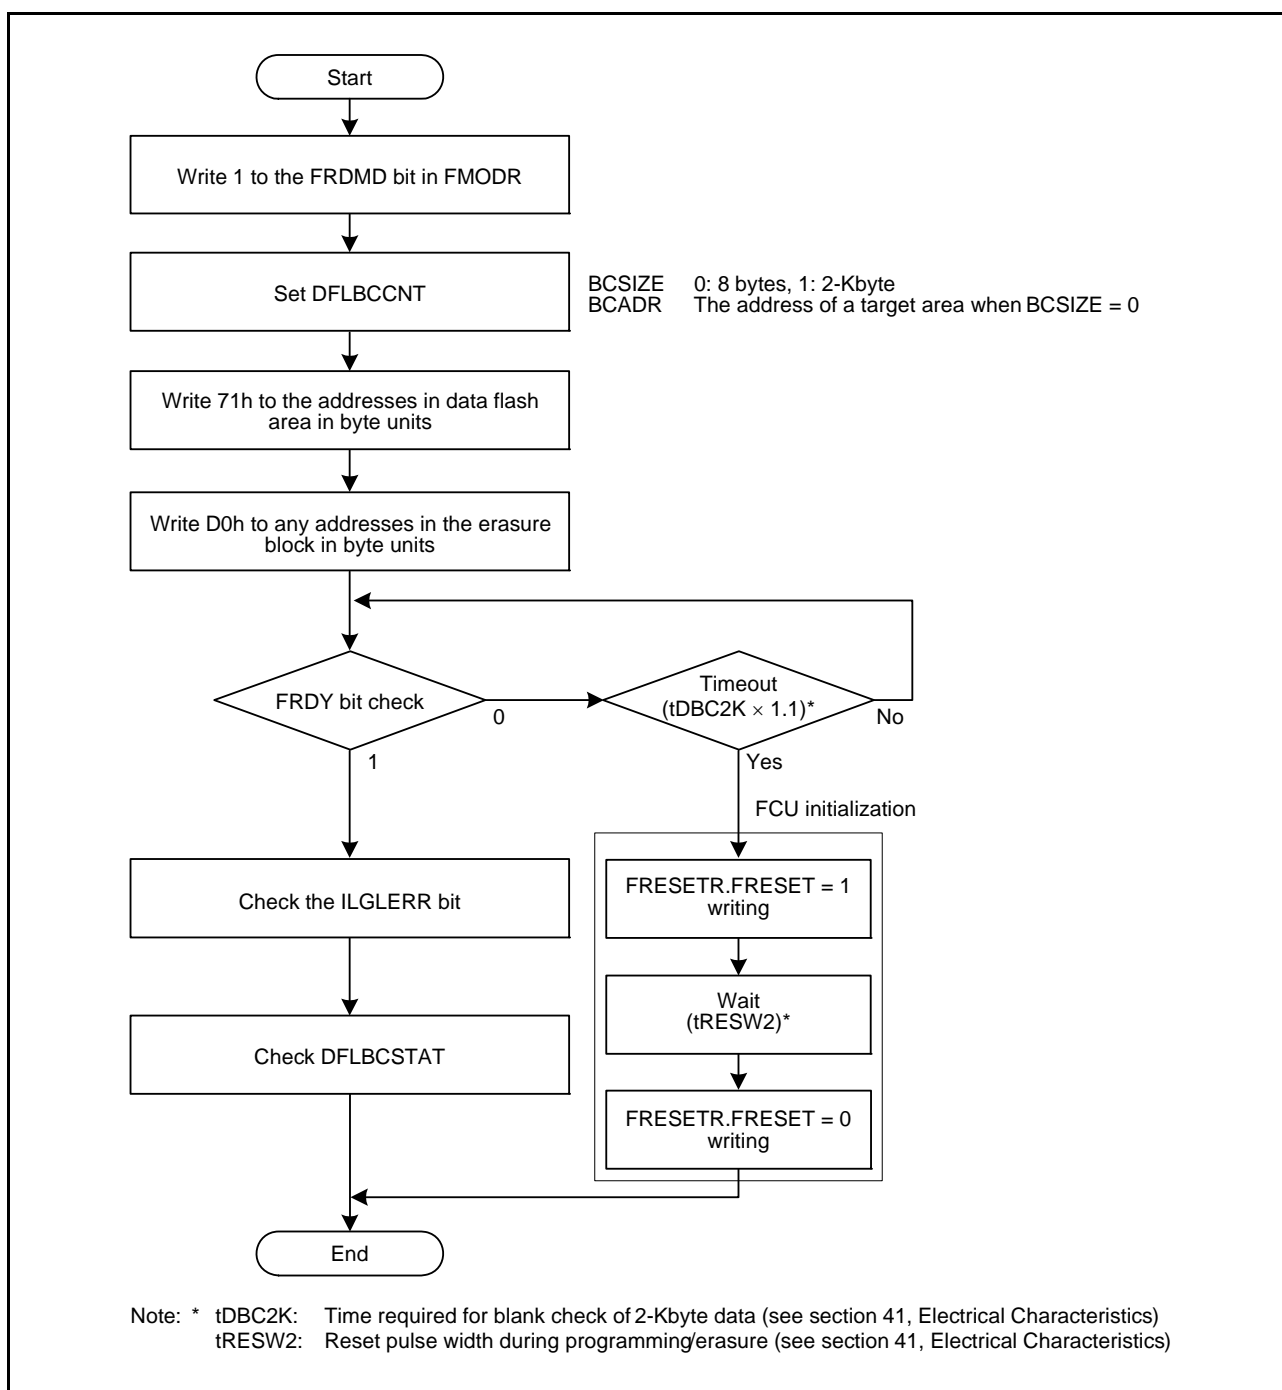 Start
Write 1 to the FRDMD bit in FMODR
Set DFLBCCNT
BCSIZE 0: 8 bytes, 1: 2-Kbyte
BCADR The address of a target area when BCSIZE = 0
Write 71h to the addresses in data flash
area in byte units
Write D0h to any addresses in the erasure
block in byte units
FRDY bit check
0
1
Timeout
(tDBC2K × 1.1)*
No
Yes
FCU initialization
Check the ILGLERR bit
FRESETR.FRESET = 1
writing
Wait
(tRESW2)*
Check DFLBCSTAT
FRESETR.FRESET = 0
writing
End
Note: * tDBC2K: Time required for blank check of 2-Kbyte data (see section 41, Electrical Characteristics)
tRESW2: Reset pulse width during programming/erasure (see section 41, Electrical Characteristics)